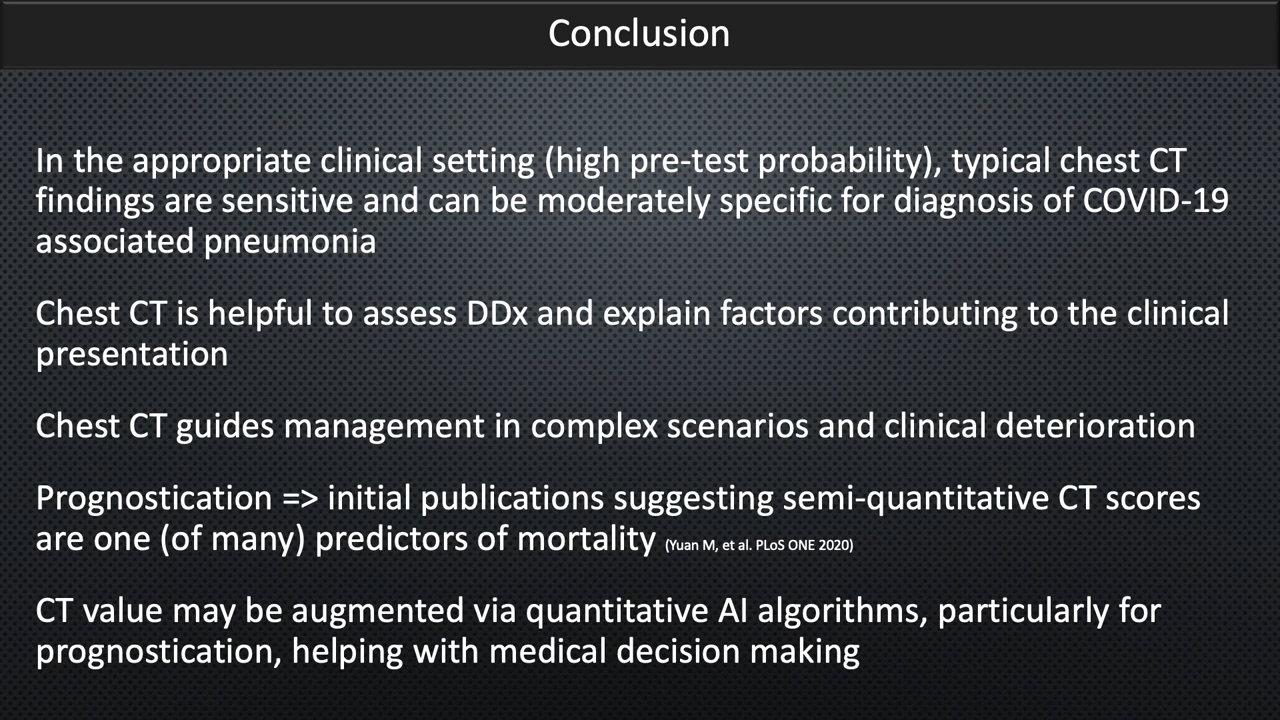 Conclusion
In the appropriate clinical setting (high pre-test probability), typical chest CT
findings are sensitive and can be moderately specific for diagnosis of COVID-19
associated pneumonia
Chest CT is helpful to assess DDx and explain factors contributing to the clinical
presentation
Chest CT guides management in complex scenarios and clinical deterioration
Prognostication => initial publications suggesting semi-quantitative CT scores
are one (of many) predictors of mortality (Yuan M, et al. PLoS ONE 2020)
CT value may be augmented via quantitative AI algorithms, particularly for
prognostication, helping with medical decision making